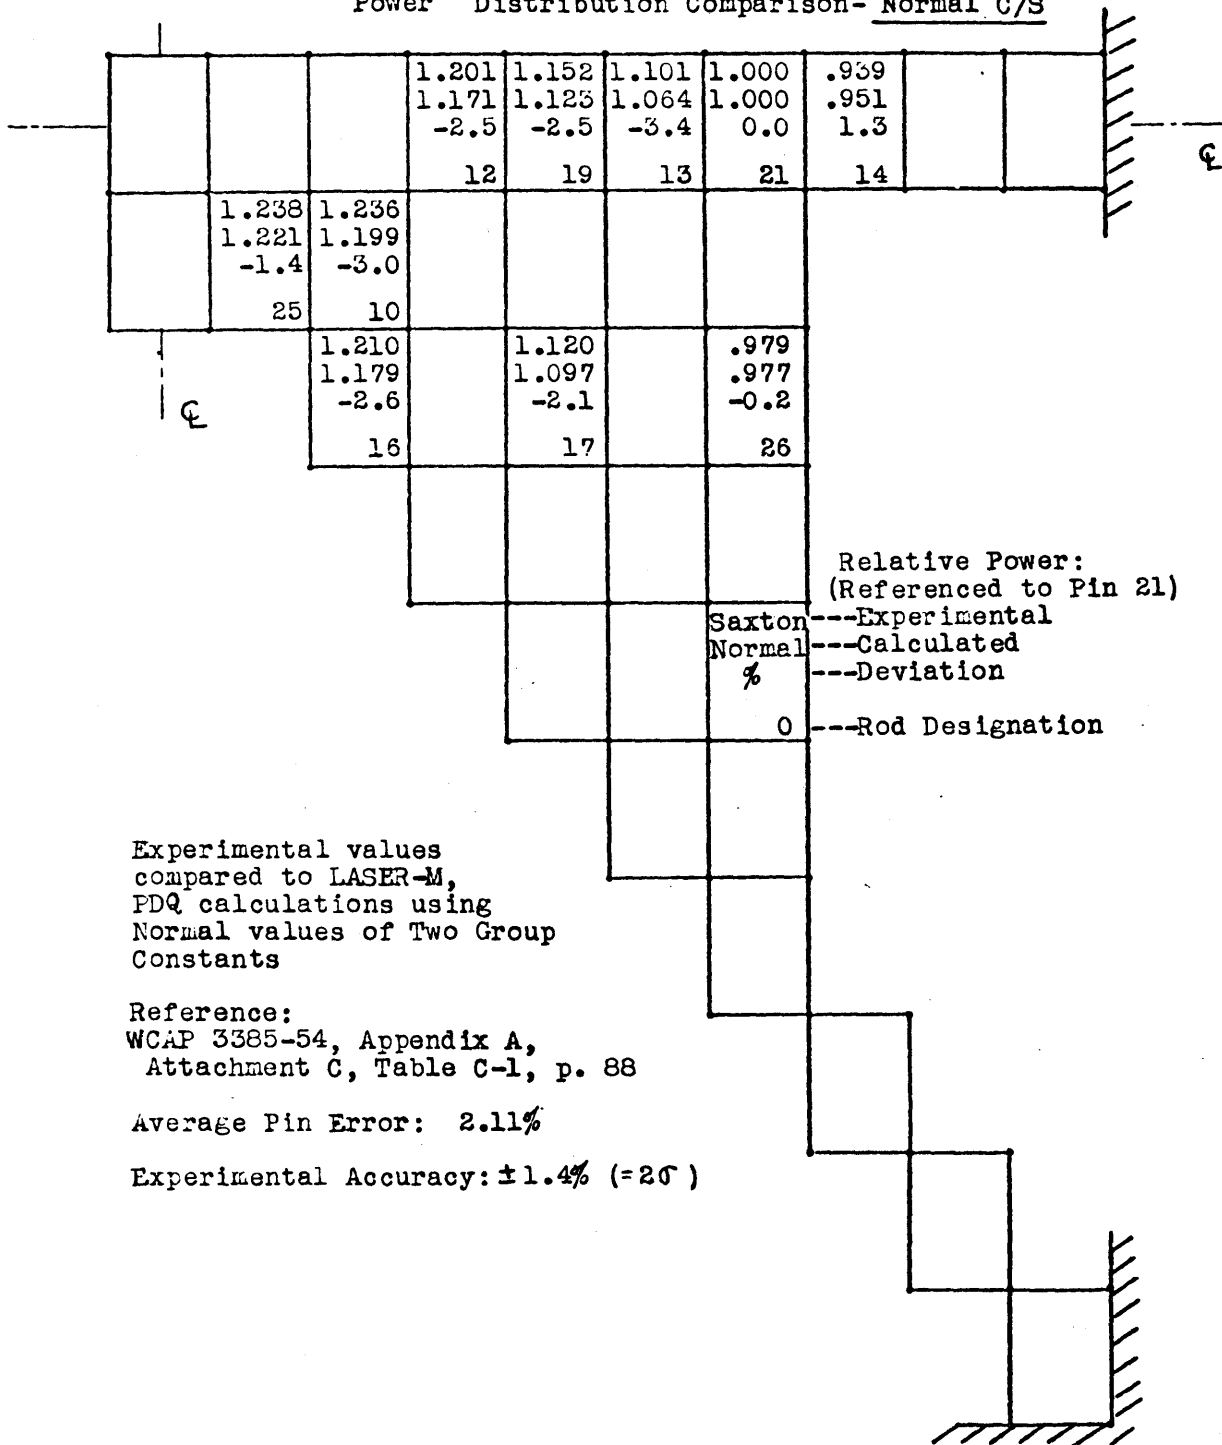 Power Distribution Comparison- Normal C/S
1.201 1.152 1.101 1.000 .939
1.171 1.123 1.064 1.000 .951
-2.5 -2.5 -3.4 0.0 1.3
12 19 13 21 14
℄
1.238 1.236
1.221 1.199
-1.4 -3.0
25 10
1.210 1.120 .979
1.179 1.097 .977
-2.6 -2.1 -0.2
16 17 26
℄
Relative Power:
(Referenced to Pin 21)
Saxton ---Experimental
Normal ---Calculated
% ---Deviation
0 ---Rod Designation
Experimental values
compared to LASER-M,
PDQ calculations using
Normal values of Two Group
Constants
Reference:
WCAP 3385-54, Appendix A,
Attachment C, Table C-1, p. 88
Average Pin Error: 2.11%
Experimental Accuracy: ±1.4% (=2σ)